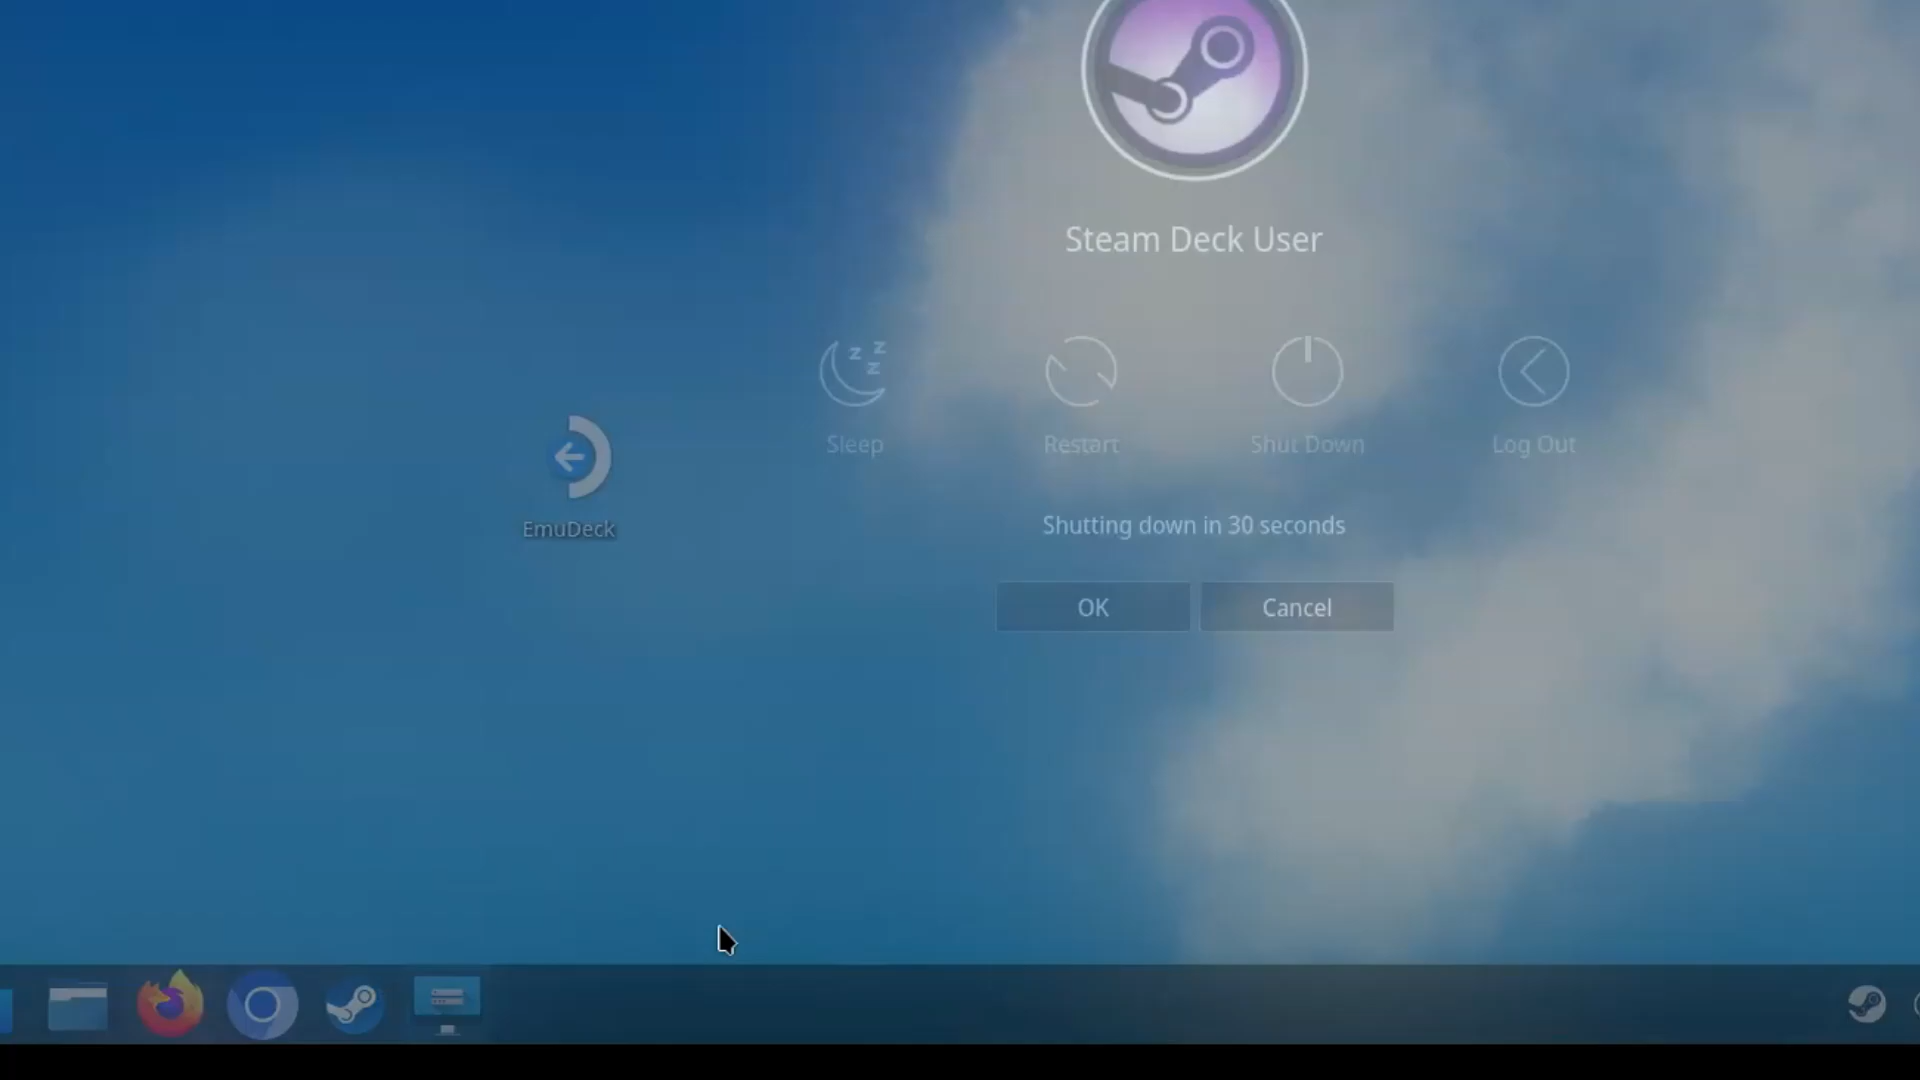 Steam Deck User
Sleep
Restart
Shut Down
Log Out
EmuDeck
Shutting down in 30 seconds
OK
Cancel